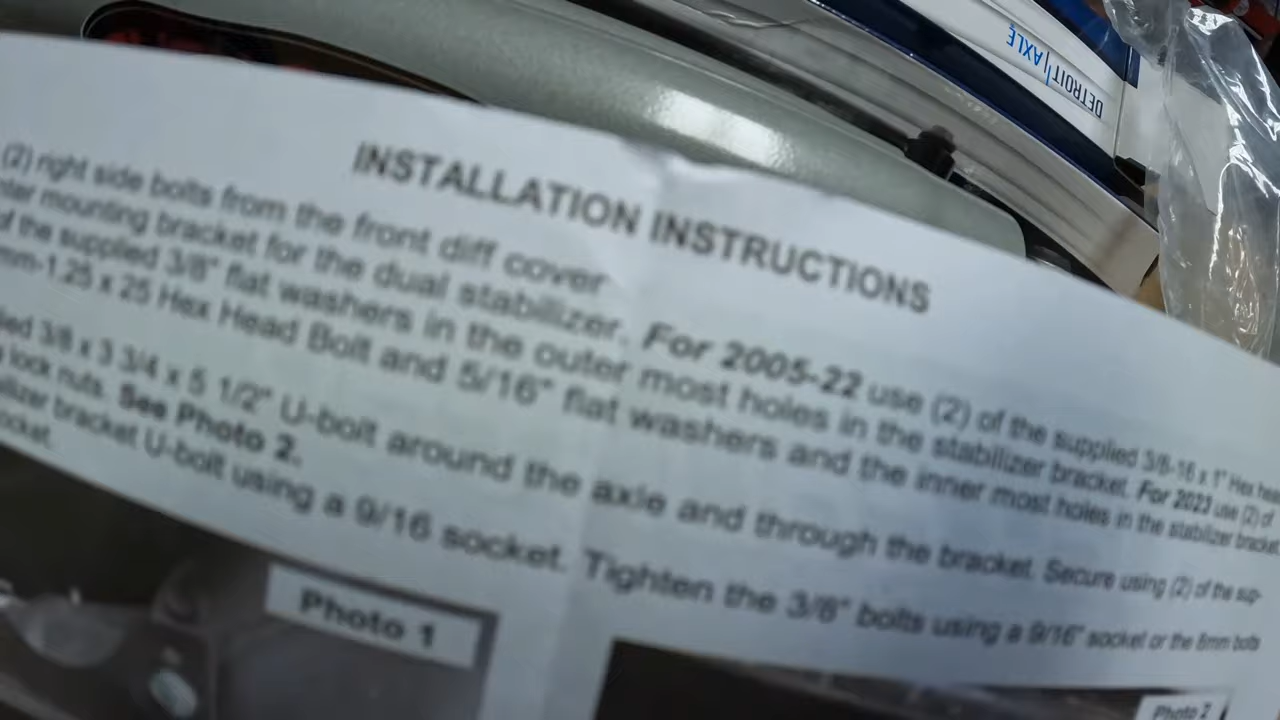 DETROIT AXLE
INSTALLATION INSTRUCTIONS
(2) right side bolts from the front diff cover
mounting bracket for the dual stabilizer. For 2005-22 use (2) of the supplied 3/8-16 x 1" Hex
of the supplied 3/8" flat washers in the outer most holes in the stabilizer bracket. For 2023 use (2) of
mm-1.25 x 25 Hex Head Bolt and 5/16" flat washers and the inner most holes in the stabilizer bracket
3/8 x 3 3/4 x 5 1/2" U-bolt around the axle and through the bracket. Secure using (2) of the sup-
lock nuts. See Photo 2.
bracket U-bolt using a 9/16 socket. Tighten the 3/8" bolts using a 9/16" socket or the 8mm bolts
Photo 1
Photo 2